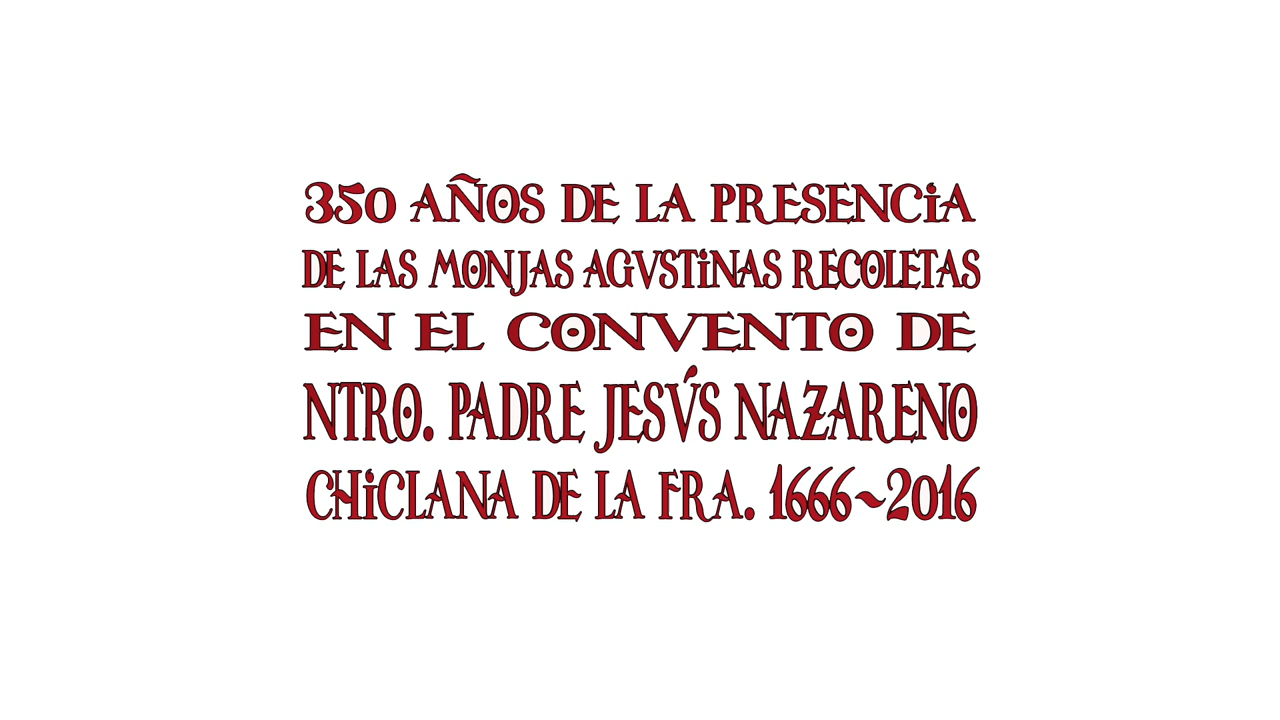 350 AÑOS DE LA PRESENCiA
DE LAS MONJAS AGVSTiNAS RECOLETAS
EN EL CONVENTO DE
NTRO. PADRE JESV́S NAZARENO
CHiCLANA DE LA FRA. 1666~2016